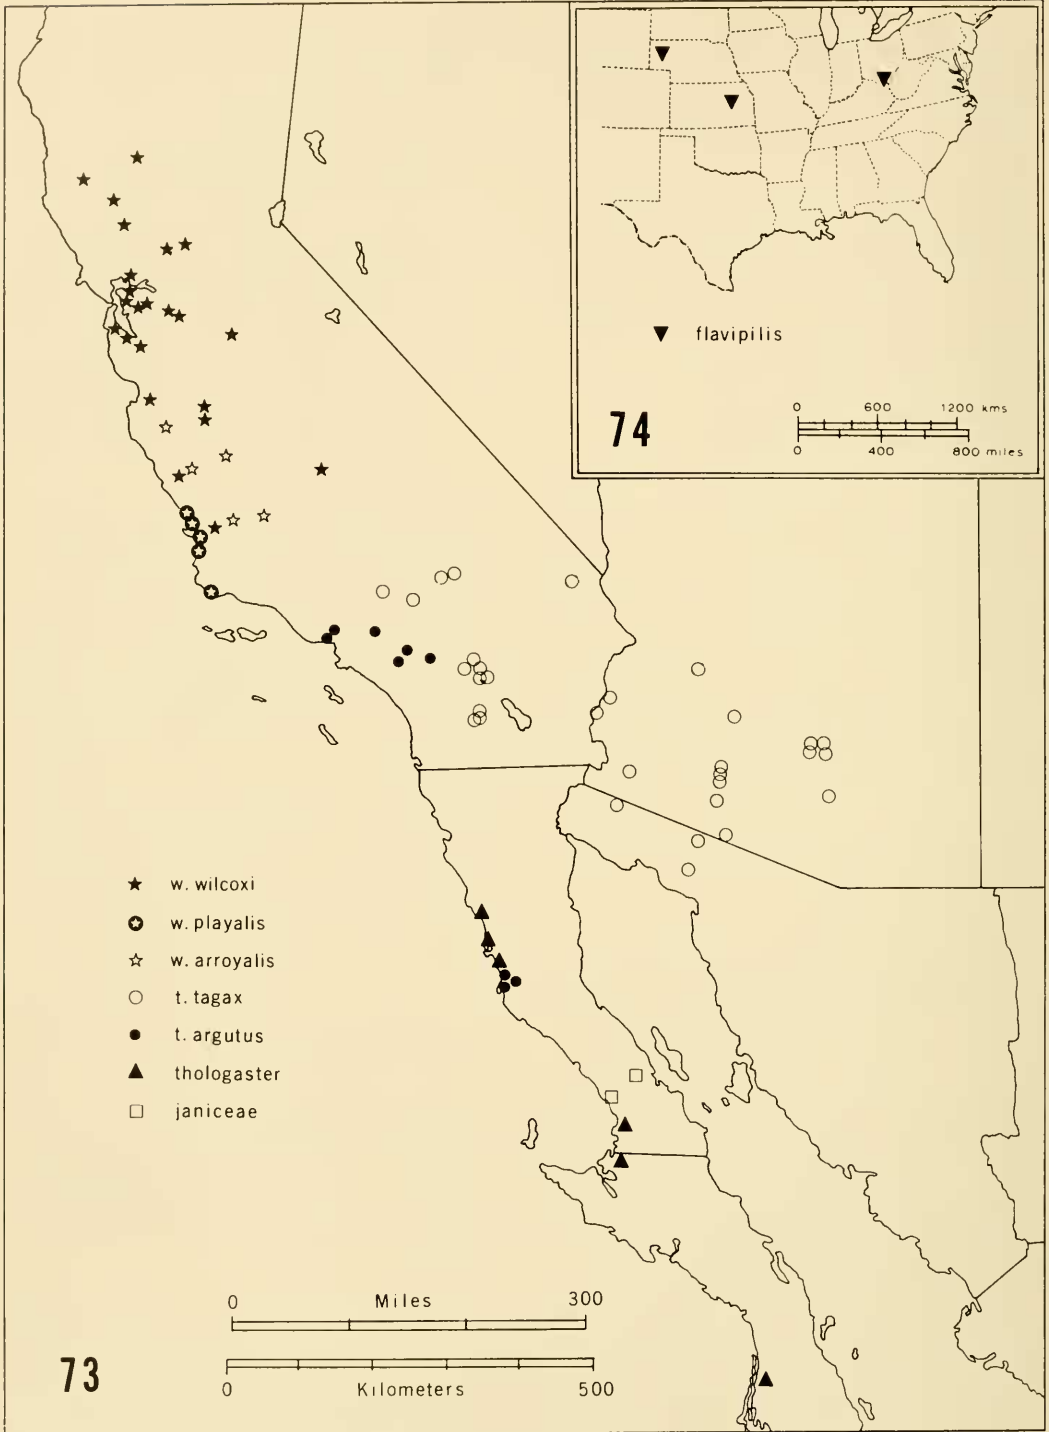 flavipilis
74
0 600 1200 kms
0 400 800 miles
w. wilcoxi
w. playalis
w. arroyalis
t. tagax
t. argutus
thologaster
janiceae
0 Miles 300
73
0 Kilometers 500